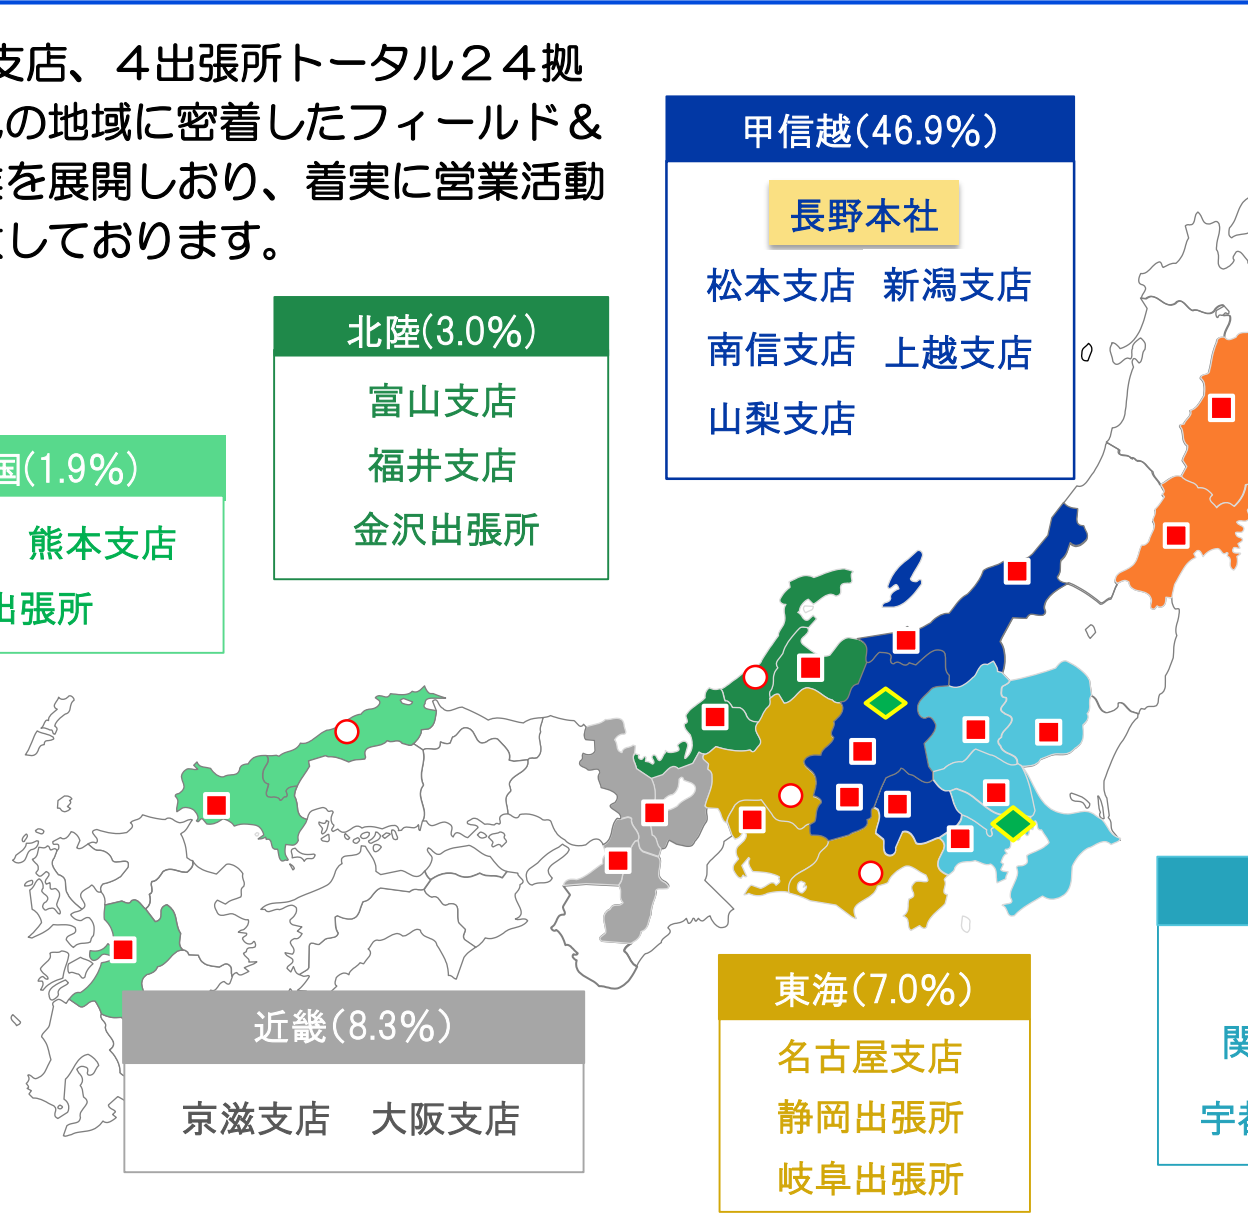 支店、４出張所トータル２４拠
の地域に密着したフィールド＆
を展開しおり、着実に営業活動
しております。
甲信越(46.9%)
長野本社
松本支店　新潟支店
南信支店　上越支店
山梨支店
北陸(3.0%)
富山支店
福井支店
金沢出張所
国(1.9%)
熊本支店
出張所
近畿(8.3%)
京滋支店　大阪支店
東海(7.0%)
名古屋支店
静岡出張所
岐阜出張所
関
宇都